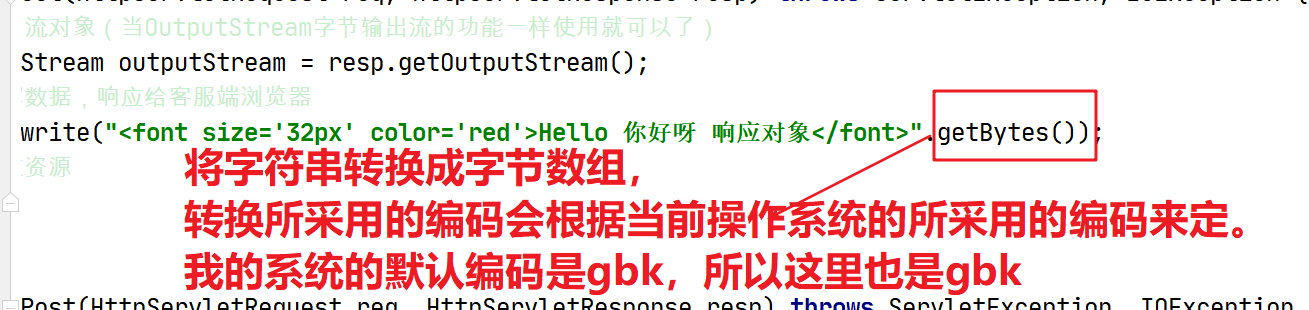 流对象（当OutputStream字节输出流的功能一样使用就可以了）
Stream outputStream = resp.getOutputStream();
数据，响应给客服端浏览器
write("<font size='32px' color='red'>Hello 你好呀 响应对象</font>".getBytes());
资源
将字符串转换成字节数组，
转换所采用的编码会根据当前操作系统的所采用的编码来定。
我的系统的默认编码是gbk，所以这里也是gbk
Post(HttpServletRequest req, HttpServletResponse resp) throws ServletException, IOException